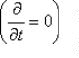 (∂/∂t = 0)